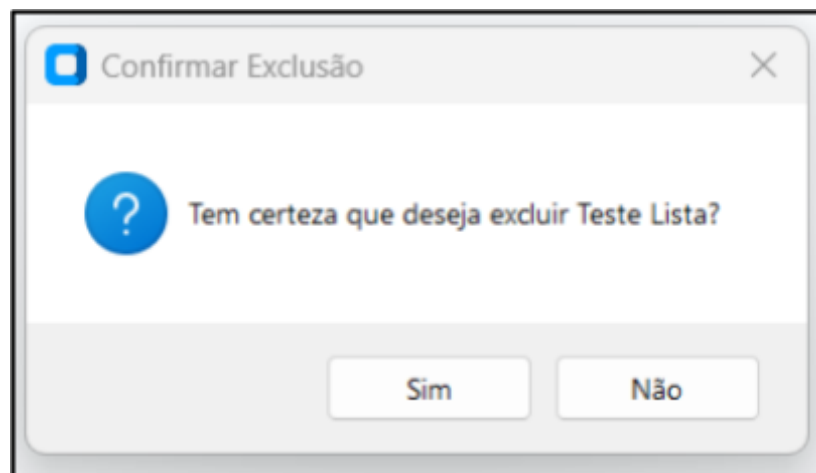 Confirmar Exclusão
Tem certeza que deseja excluir Teste Lista?
Sim Não